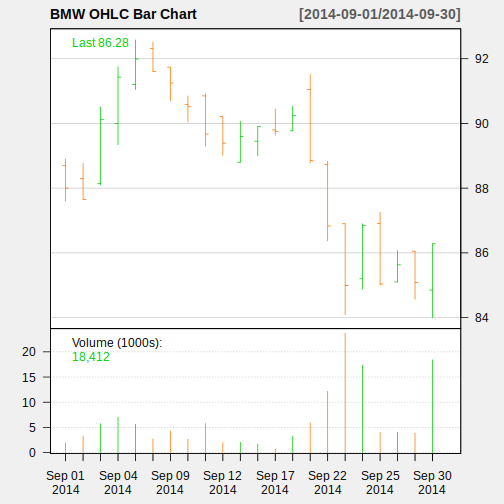 BMW OHLC Bar Chart [2014-09-01/2014-09-30]
Last 86.28
92
90
88
86
84
Volume (1000s):
18,412
20
15
10
5
0
Sep 01 Sep 04 Sep 09 Sep 12 Sep 17 Sep 22 Sep 25 Sep 30
2014 2014 2014 2014 2014 2014 2014 2014